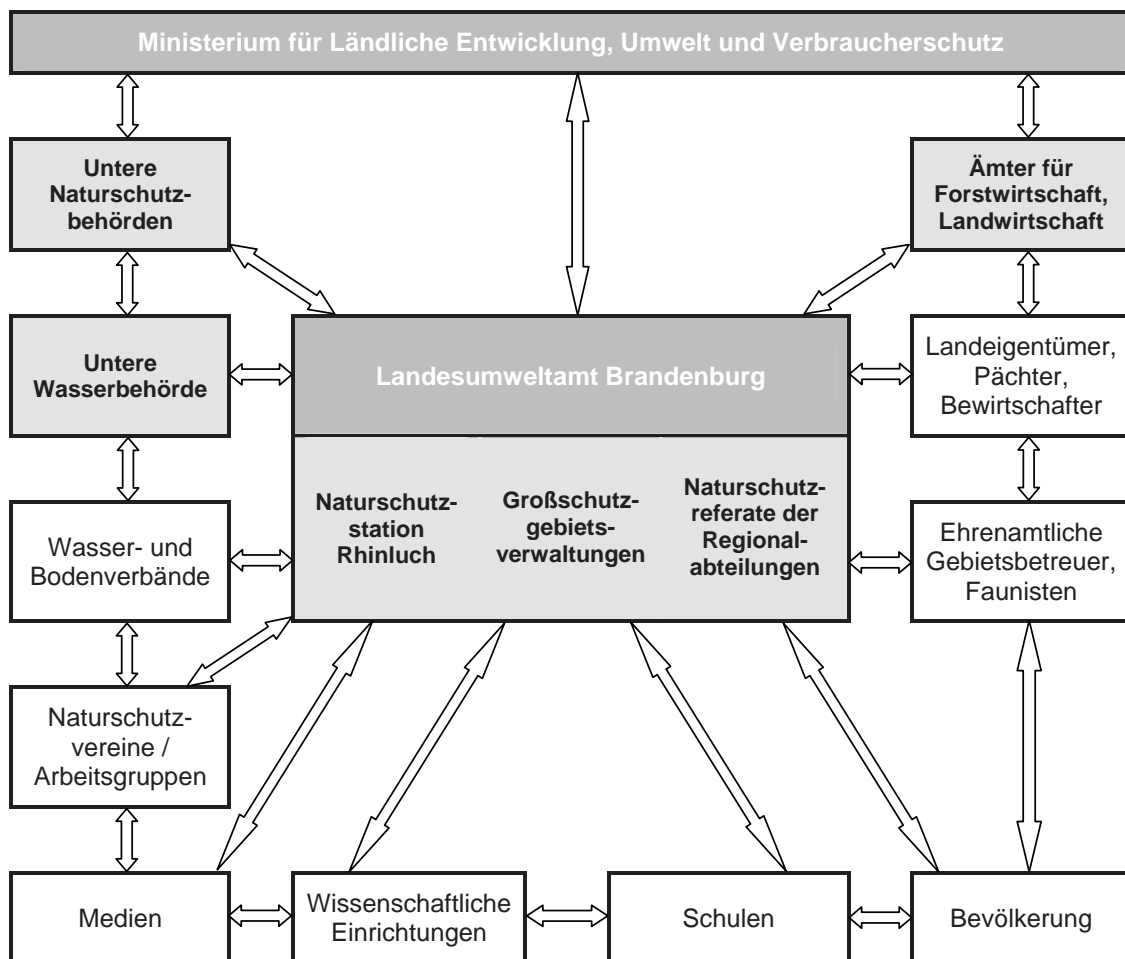 Ministerium für Ländliche Entwicklung, Umwelt und Verbraucherschutz
Untere
Naturschutz-
behörden
Ämter für
Forstwirtschaft,
Landwirtschaft
Untere
Wasserbehörde
Landesumweltamt Brandenburg
Landeigentümer,
Pächter,
Bewirtschafter
Naturschutz-
station
Rhinluch
Großschutz-
gebiets-
verwaltungen
Naturschutz-
referate der
Regional-
abteilungen
Wasser- und
Bodenverbände
Ehrenamtliche
Gebietsbetreuer,
Faunisten
Naturschutz-
vereine /
Arbeitsgruppen
Medien
Wissenschaftliche
Einrichtungen
Schulen
Bevölkerung